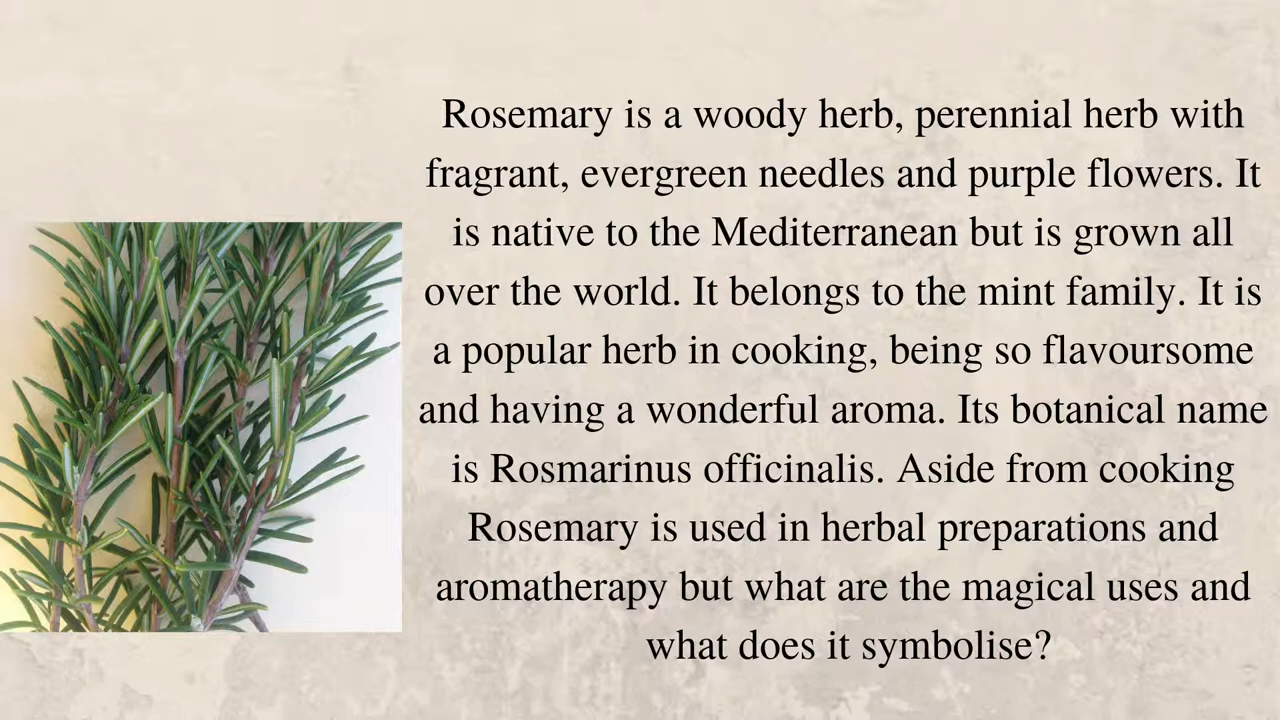 Rosemary is a woody herb, perennial herb with
fragrant, evergreen needles and purple flowers. It
is native to the Mediterranean but is grown all
over the world. It belongs to the mint family. It is
a popular herb in cooking, being so flavoursome
and having a wonderful aroma. Its botanical name
is Rosmarinus officinalis. Aside from cooking
Rosemary is used in herbal preparations and
aromatherapy but what are the magical uses and
what does it symbolise?